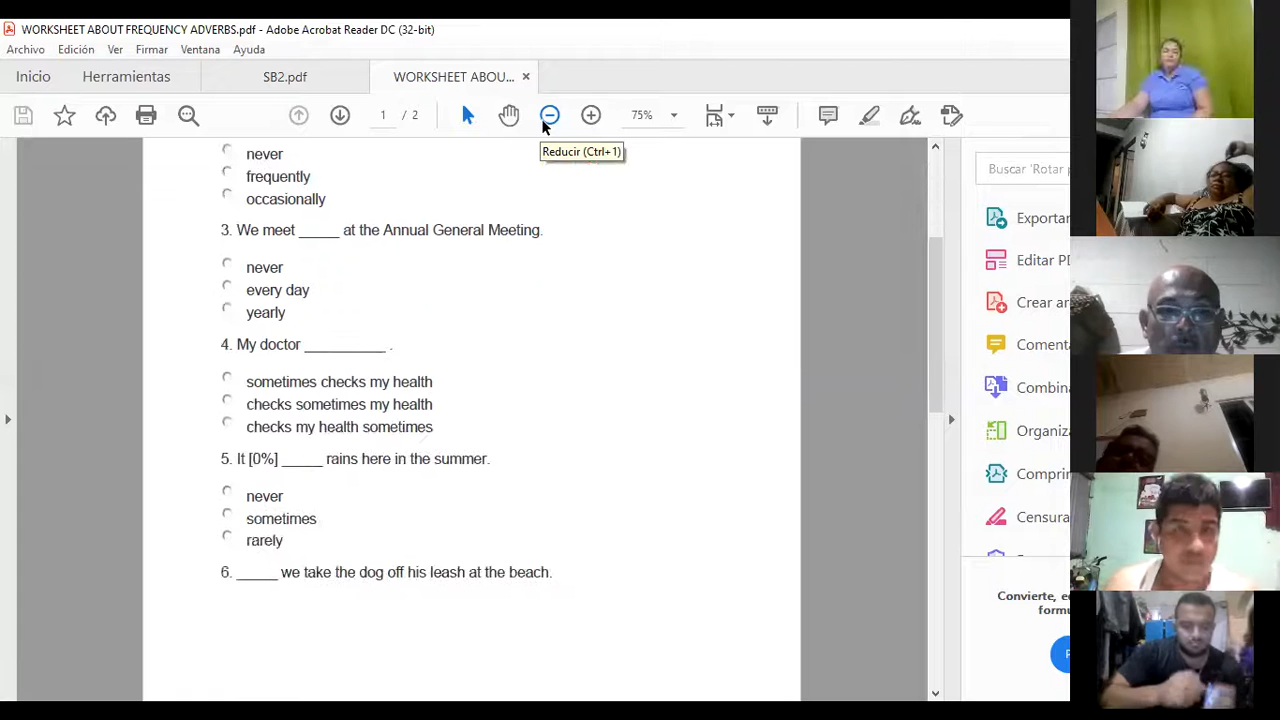 WORKSHEET ABOUT FREQUENCY ADVERBS.pdf - Adobe Acrobat Reader DC (32-bit)
Archivo Edición Ver Firmar Ventana Ayuda
Inicio Herramientas SB2.pdf WORKSHEET ABOU... ×
1 / 2 75%
Reducir (Ctrl+1)
never
frequently
occasionally
3. We meet _____ at the Annual General Meeting.
never
every day
yearly
4. My doctor __________ .
sometimes checks my health
checks sometimes my health
checks my health sometimes
5. It [0%] _____ rains here in the summer.
never
sometimes
rarely
6. _____ we take the dog off his leash at the beach.
Buscar 'Rotar
Exportar
Editar PD
Crear ar
Comenta
Combina
Organiza
Comprin
Censura
Convierte, e
formu